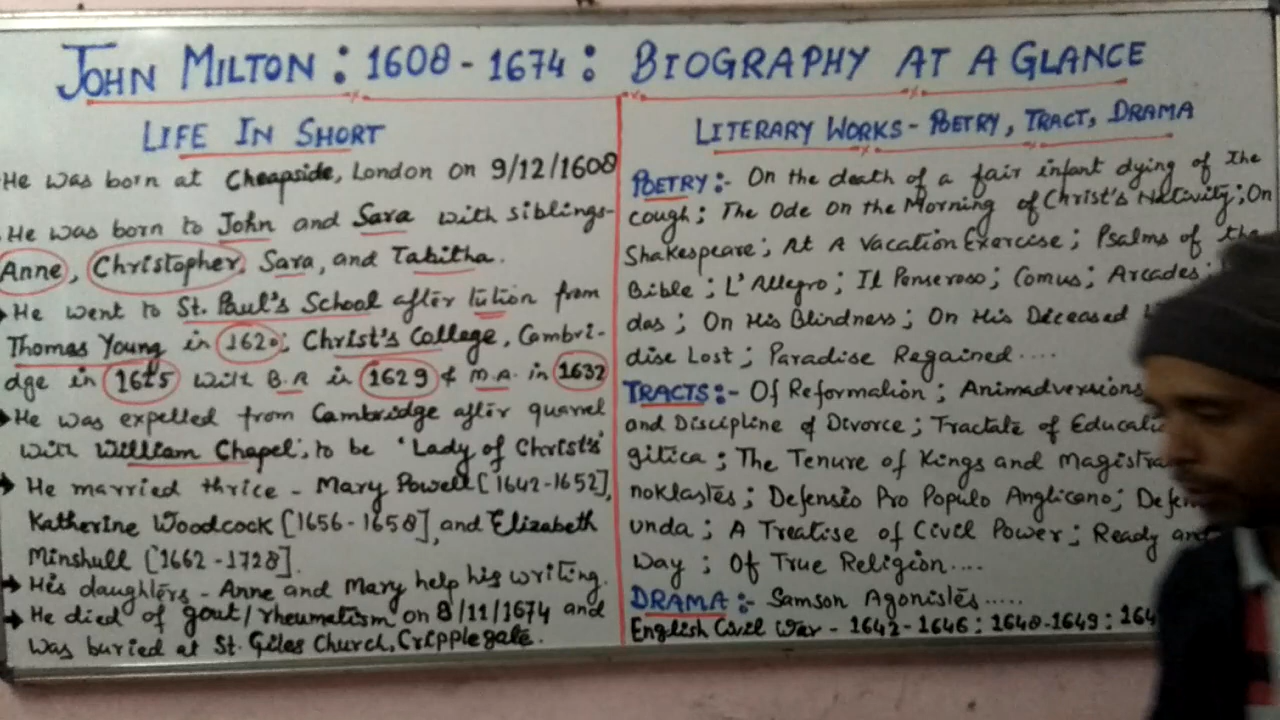 JOHN MILTON : 1608 - 1674 : BIOGRAPHY AT A GLANCE
LIFE IN SHORT
He was born at Cheapside, London on 9/12/1608
He was born to John and Sara with siblings-
Anne, Christopher, Sara, and Tabitha.
He went to St. Paul's School after tution from
Thomas Young in 1620; Christ's College, Cambri-
dge in 1625 with B.A in 1629 & M.A. in 1632
He was expelled from Cambridge after quarrel
with William Chapel; to be 'Lady of Christ's'
He married thrice - Mary Powell [1642-1652],
Katherine Woodcock [1656-1658], and Elizabeth
Minshull [1662-1728].
His daughters - Anne and Mary help his writing.
He died of gout/rheumatism on 8/11/1674 and
was buried at St. Giles Church, Cripplegate.
LITERARY WORKS - POETRY, TRACT, DRAMA
POETRY :- On the death of a fair infant dying of the
cough; The Ode on the Morning of Christ's Nativity; On
Shakespeare; At A Vacation Exercise; Psalms of the
Bible; L'Allegro; Il Penseroso; Comus; Arcades;
das; On His Blindness; On His Deceased
dise Lost; Paradise Regained....
TRACTS :- Of Reformation; Animadversions
and Discipline of Divorce; Tractate of Educati
gitica; The Tenure of Kings and Magistra
noklastes; Defensio Pro Populo Anglicano; Defen
unda; A Treatise of Civil Power; Ready and
Way; Of True Religion....
DRAMA :- Samson Agonistes.....
English Civil War - 1642-1646; 1648-1649; 164